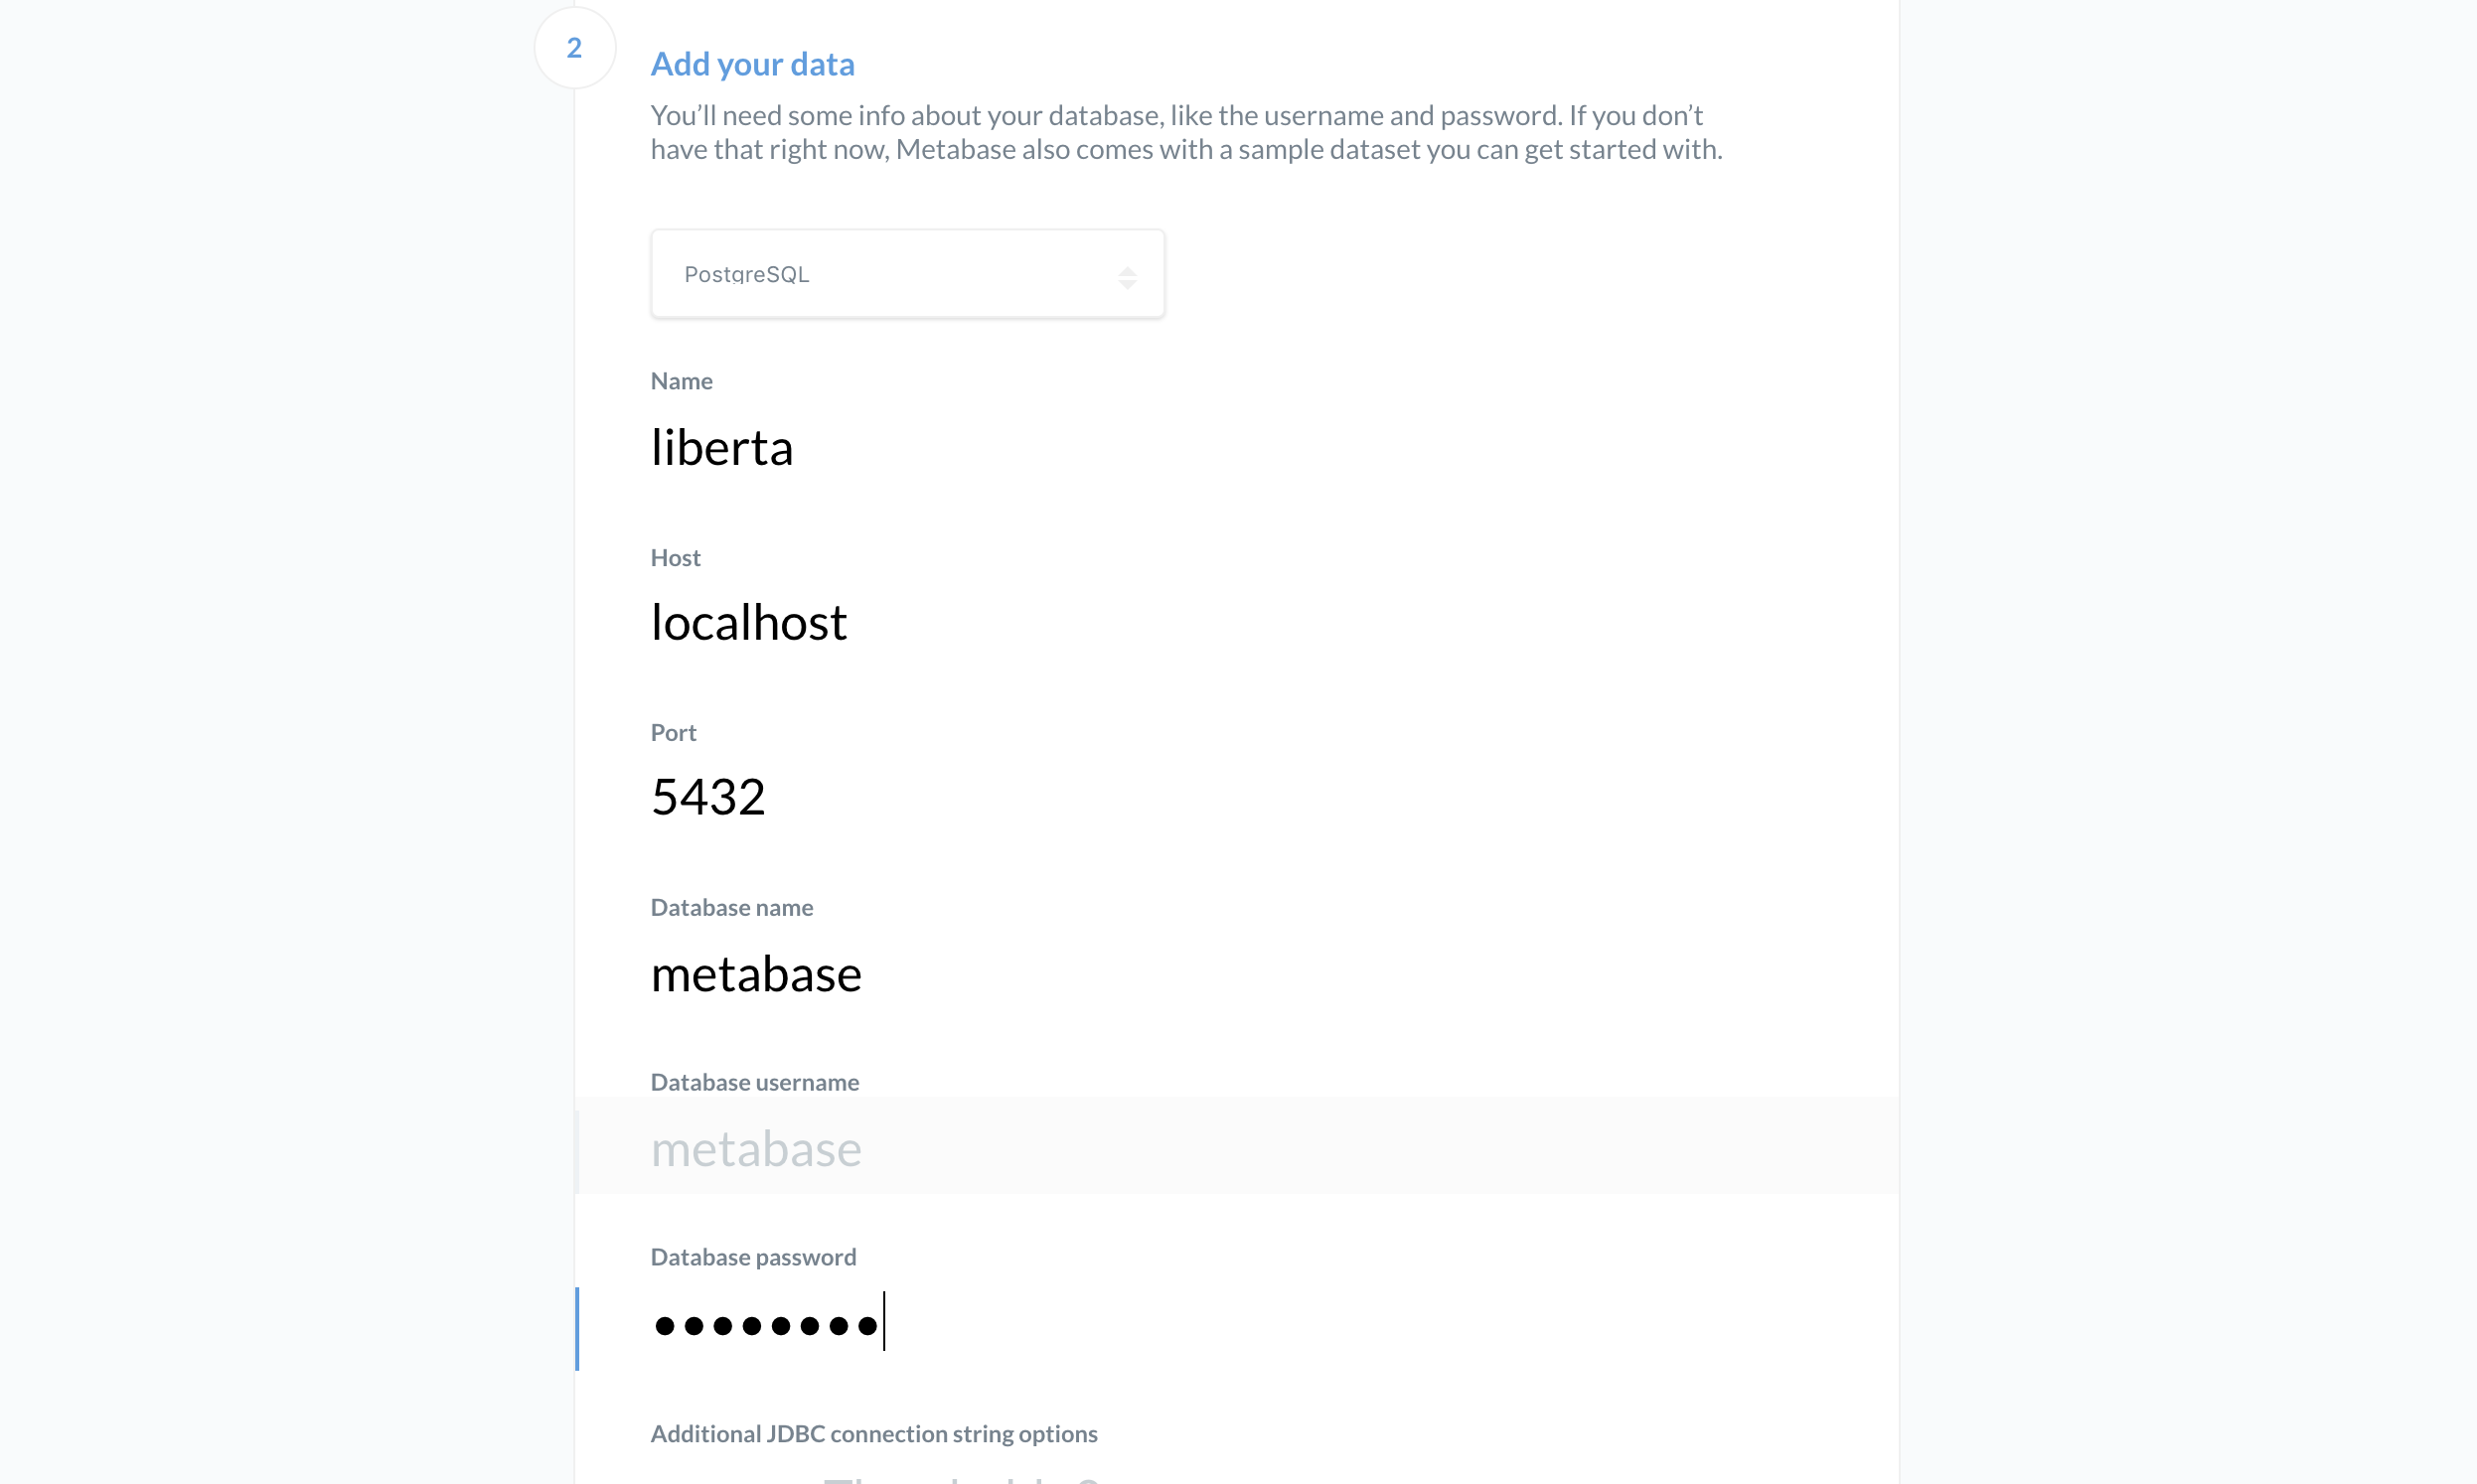 2
Add your data
You’ll need some info about your database, like the username and password. If you don’t
have that right now, Metabase also comes with a sample dataset you can get started with.
PostgreSQL
Name
liberta
Host
localhost
Port
5432
Database name
metabase
Database username
metabase
Database password
••••••••
Additional JDBC connection string options